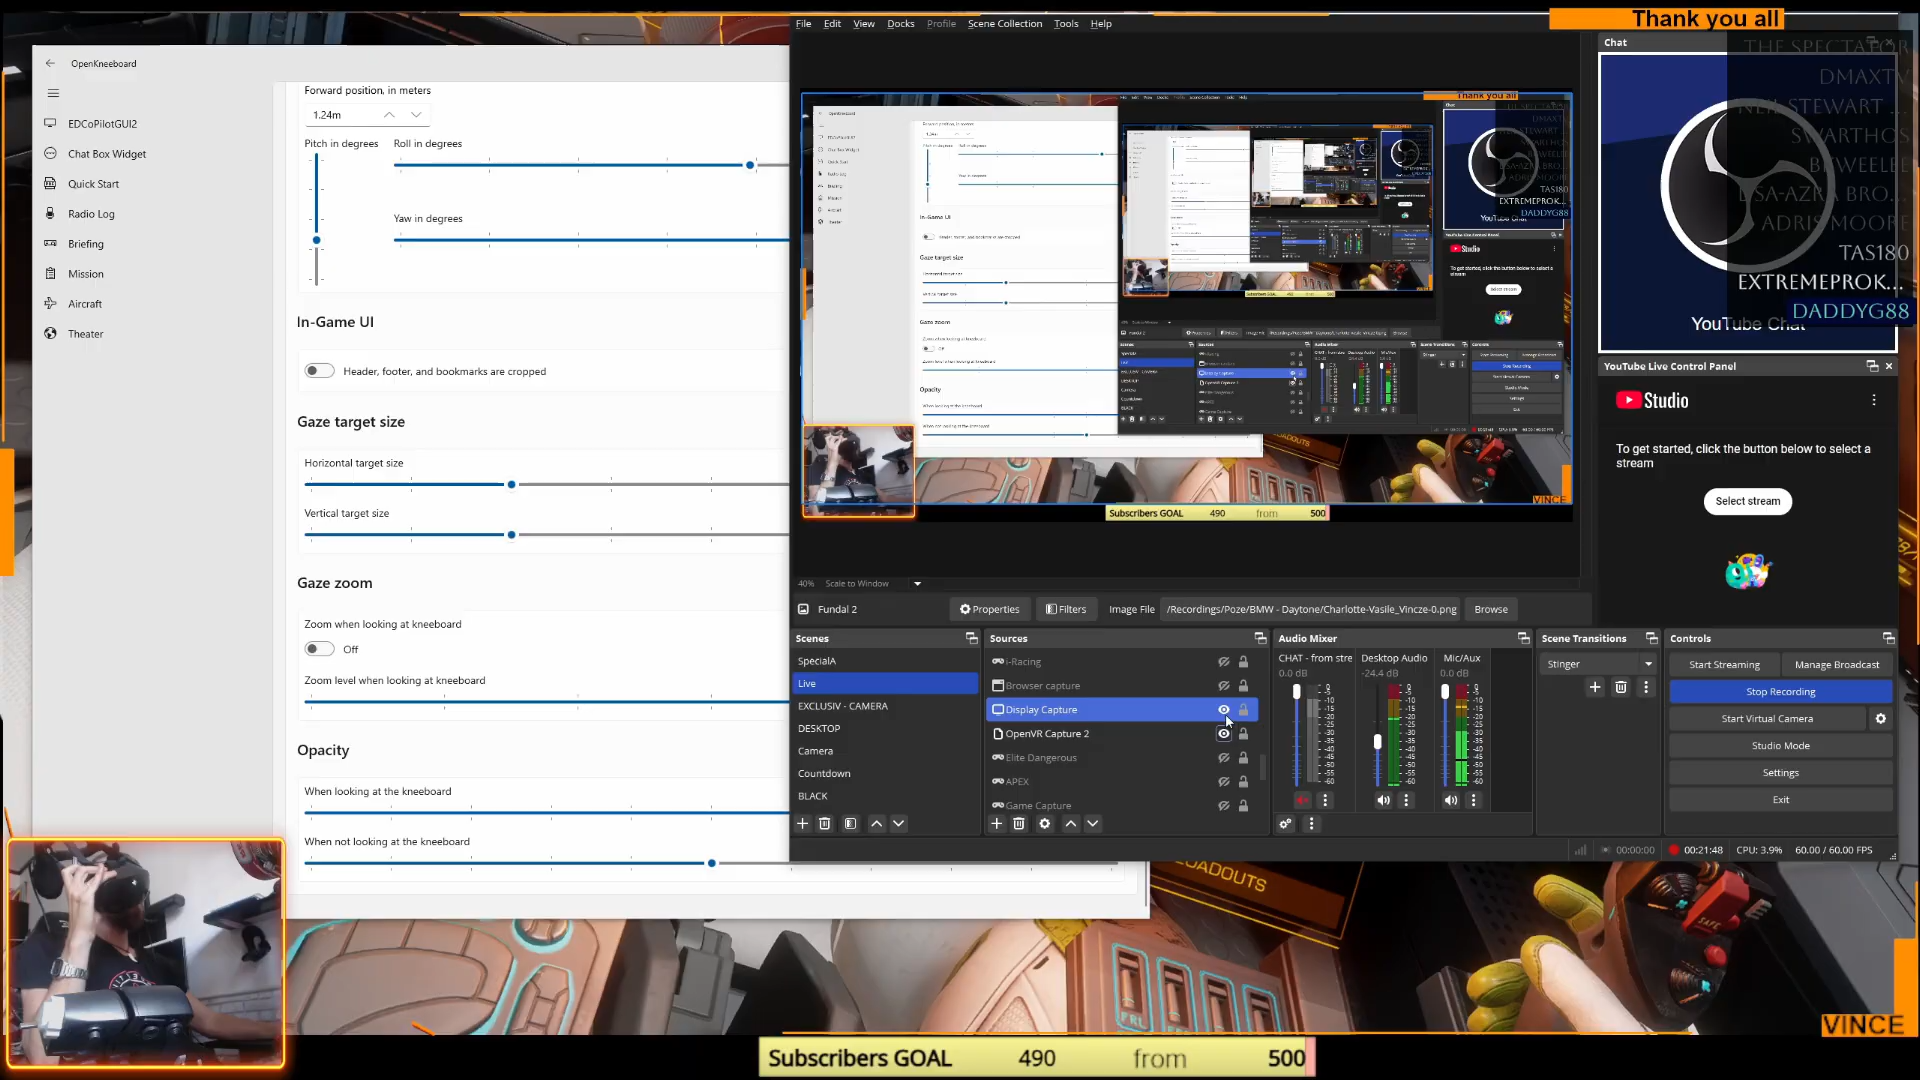 Thank you all
File Edit View Docks Profile Scene Collection Tools Help
OpenKneeboard
EDCoPilotGUI2
Chat Box Widget
Quick Start
Radio Log
Briefing
Mission
Aircraft
Theater
Forward position, in meters
1.24m
Pitch in degrees
Roll in degrees
Yaw in degrees
In-Game UI
Header, footer, and bookmarks are cropped
Gaze target size
Horizontal target size
Vertical target size
Gaze zoom
Zoom when looking at kneeboard
Off
Zoom level when looking at kneeboard
Opacity
When looking at the kneeboard
When not looking at the kneeboard
Chat
THE SPECTATOR
DMAXTV
NEIL STEWART ...
SWARTHGS
ADRIS MOORE
TAS180
EXTREMEPROK...
DADDYG88
YouTube Chat
YouTube Live Control Panel
Studio
To get started, click the button below to select a
stream
Select stream
Subscribers GOAL 490 from 500
VINCE
40% Scale to Window
Fundal 2
Properties
Filters
Image File
/Recordings/Poze/BMW - Daytone/Charlotte-Vasile_Vincze-0.png
Browse
Scenes
SpecialA
Live
EXCLUSIV - CAMERA
DESKTOP
Camera
Countdown
BLACK
Sources
i-Racing
Browser capture
Display Capture
OpenVR Capture 2
Elite Dangerous
APEX
Game Capture
Audio Mixer
CHAT - from stre
0.0 dB
Desktop Audio
-24.4 dB
Mic/Aux
0.0 dB
Scene Transitions
Stinger
Controls
Start Streaming
Manage Broadcast
Stop Recording
Start Virtual Camera
Studio Mode
Settings
Exit
00:00:00
00:21:48
CPU: 3.9%
60.00 / 60.00 FPS
LOADOUTS
SAFE
VINCE
Subscribers GOAL 490 from 500